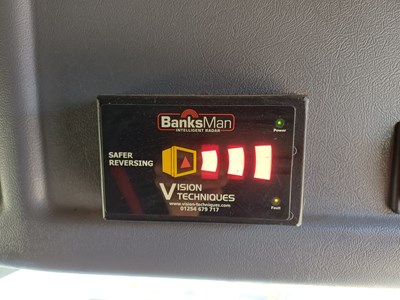 BanksMan
INTELLIGENT RADAR
Power
SAFER
REVERSING
VISION
TECHNIQUES
www.vision-techniques.com
01254 679 717
Fault